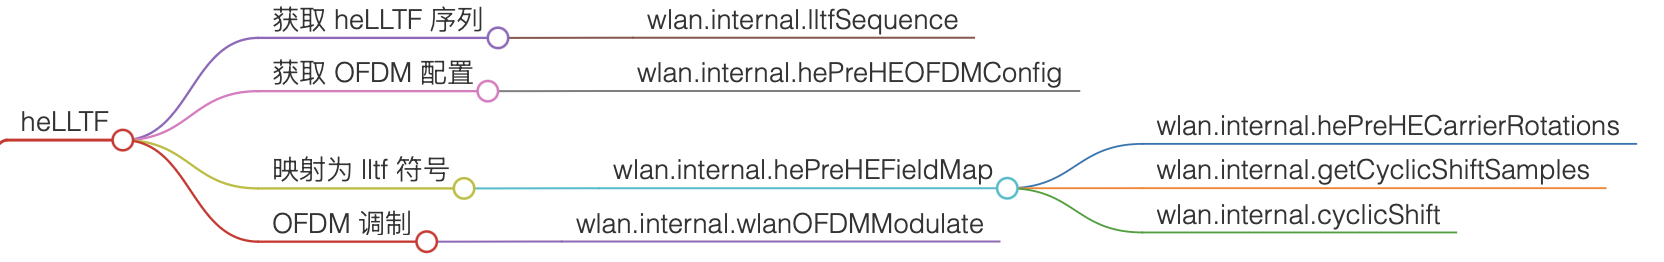 heLLTF
获取 heLLTF 序列
wlan.internal.lltfSequence
获取 OFDM 配置
wlan.internal.hePreHEOFDMConfig
映射为 lltf 符号
wlan.internal.hePreHEFieldMap
wlan.internal.hePreHECarrierRotations
wlan.internal.getCyclicShiftSamples
wlan.internal.cyclicShift
OFDM 调制
wlan.internal.wlanOFDMModulate